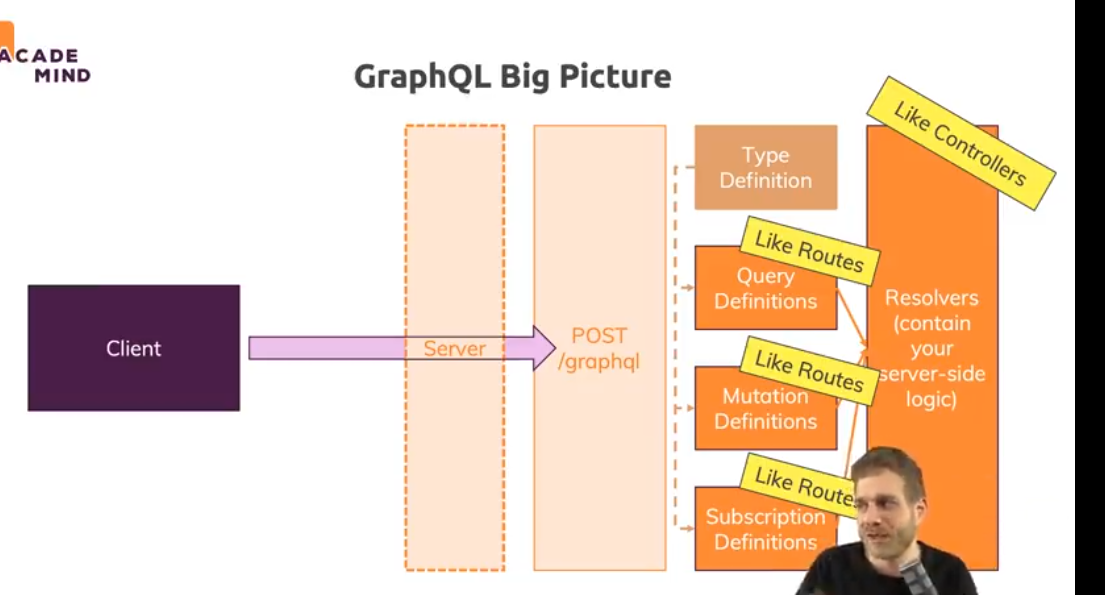 ACADE
MIND
GraphQL Big Picture
Client
Server
POST
/graphql
Type
Definition
Like Routes
Query
Definitions
Like Routes
Mutation
Definitions
Like Routes
Subscription
Definitions
Like Controllers
Resolvers
(contain
your
server-side
logic)